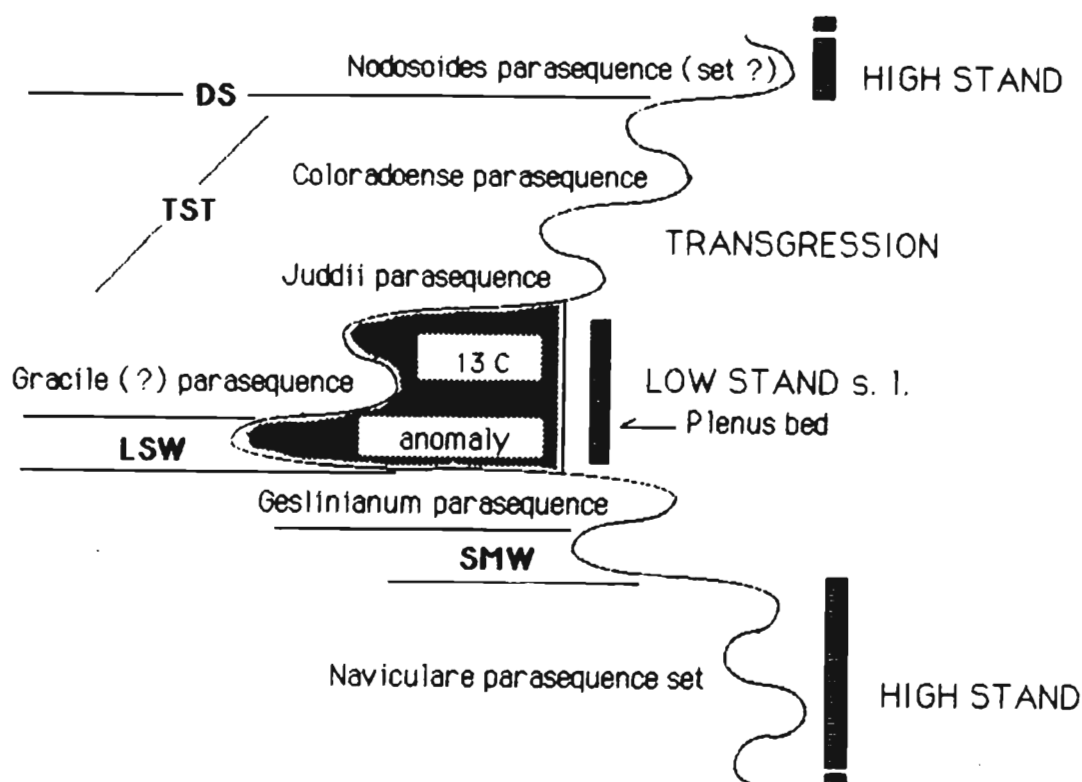 Nodosoides parasequence (set ?)
HIGH STAND
DS
Coloradoense parasequence
TST
TRANSGRESSION
Juddii parasequence
13 C
Gracile (?) parasequence
LOW STAND s. l.
Plenus bed
anomaly
LSW
Geslinianum parasequence
SMW
Naviculare parasequence set
HIGH STAND